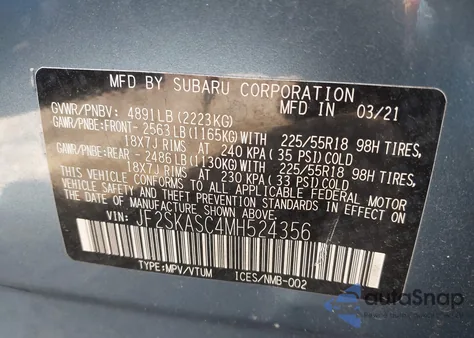 MFD BY SUBARU CORPORATION
GVWR/PNBV: 4891LB (2223KG) 03/21
GAWR/PNBE:FRONT- 2563LB (1165KG)WITH 225/55R18 98H TIRES,
18X7J RIMS AT 240 KPA (35 PSI)COLD
GAWR/PNBE:REAR - 2486LB (1130KG)WITH 225/55R18 98H TIRES,
18X7J RIMS AT 230 KPA (33 PSI)COLD
THIS VEHICLE CONFORMS TO ALL APPLICABLE FEDERAL MOTOR
VEHICLE SAFETY AND THEFT PREVENTION STANDARDS IN EFFECT ON
THE DATE OF MANUFACTURE SHOWN ABOVE.
VIN: JF2SKASC4MH524356
TYPE:MPV/VTUM ICES/NMB-002
autoSnap